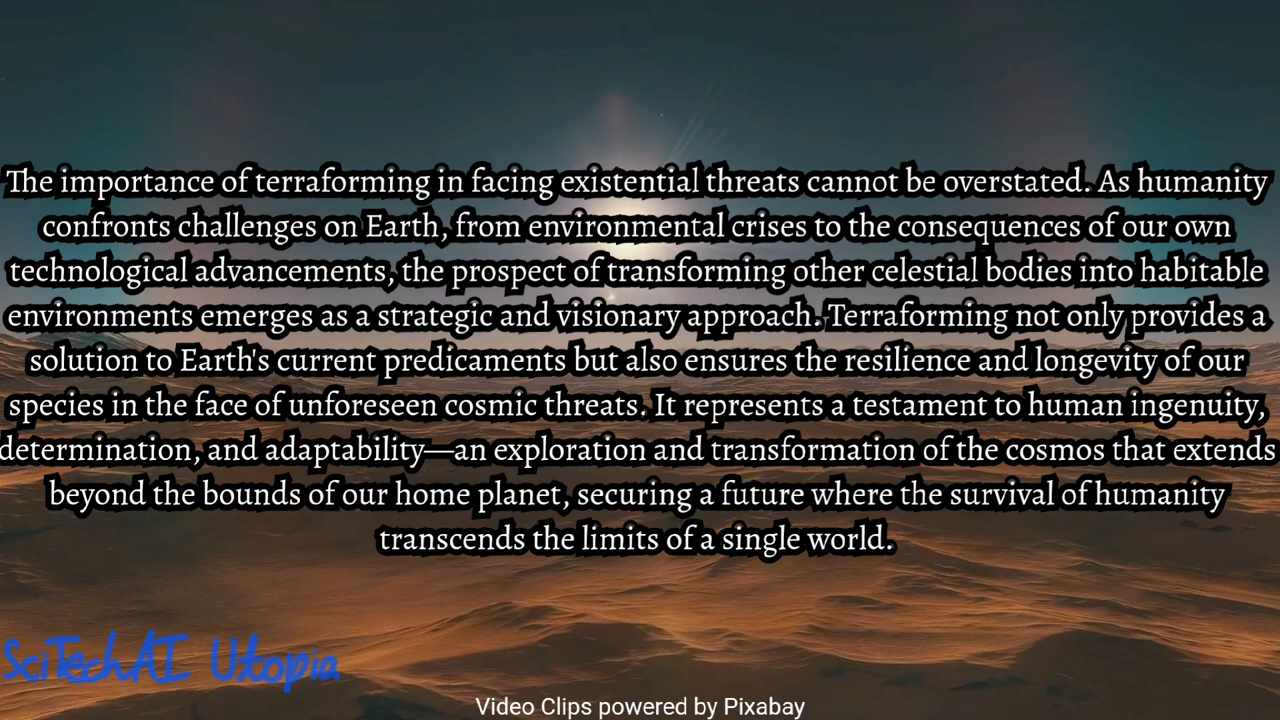 The importance of terraforming in facing existential threats cannot be overstated. As humanity
confronts challenges on Earth, from environmental crises to the consequences of our own
technological advancements, the prospect of transforming other celestial bodies into habitable
environments emerges as a strategic and visionary approach. Terraforming not only provides a
solution to Earth's current predicaments but also ensures the resilience and longevity of our
species in the face of unforeseen cosmic threats. It represents a testament to human ingenuity,
determination, and adaptability—an exploration and transformation of the cosmos that extends
beyond the bounds of our home planet, securing a future where the survival of humanity
transcends the limits of a single world.
SciTechAI Utopia
Video Clips powered by Pixabay